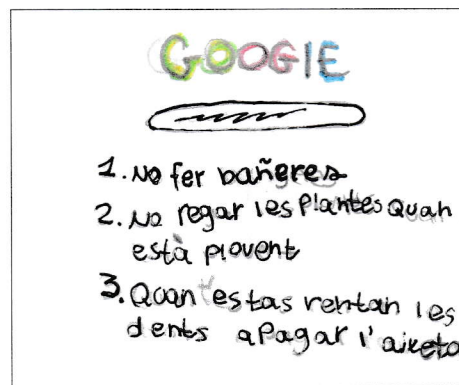 GOOGIE
1. No fer bañeres
2. No regar les Plantes Quan
està plovent
3. Quan estas rentan les
dents apagar l'aixeta